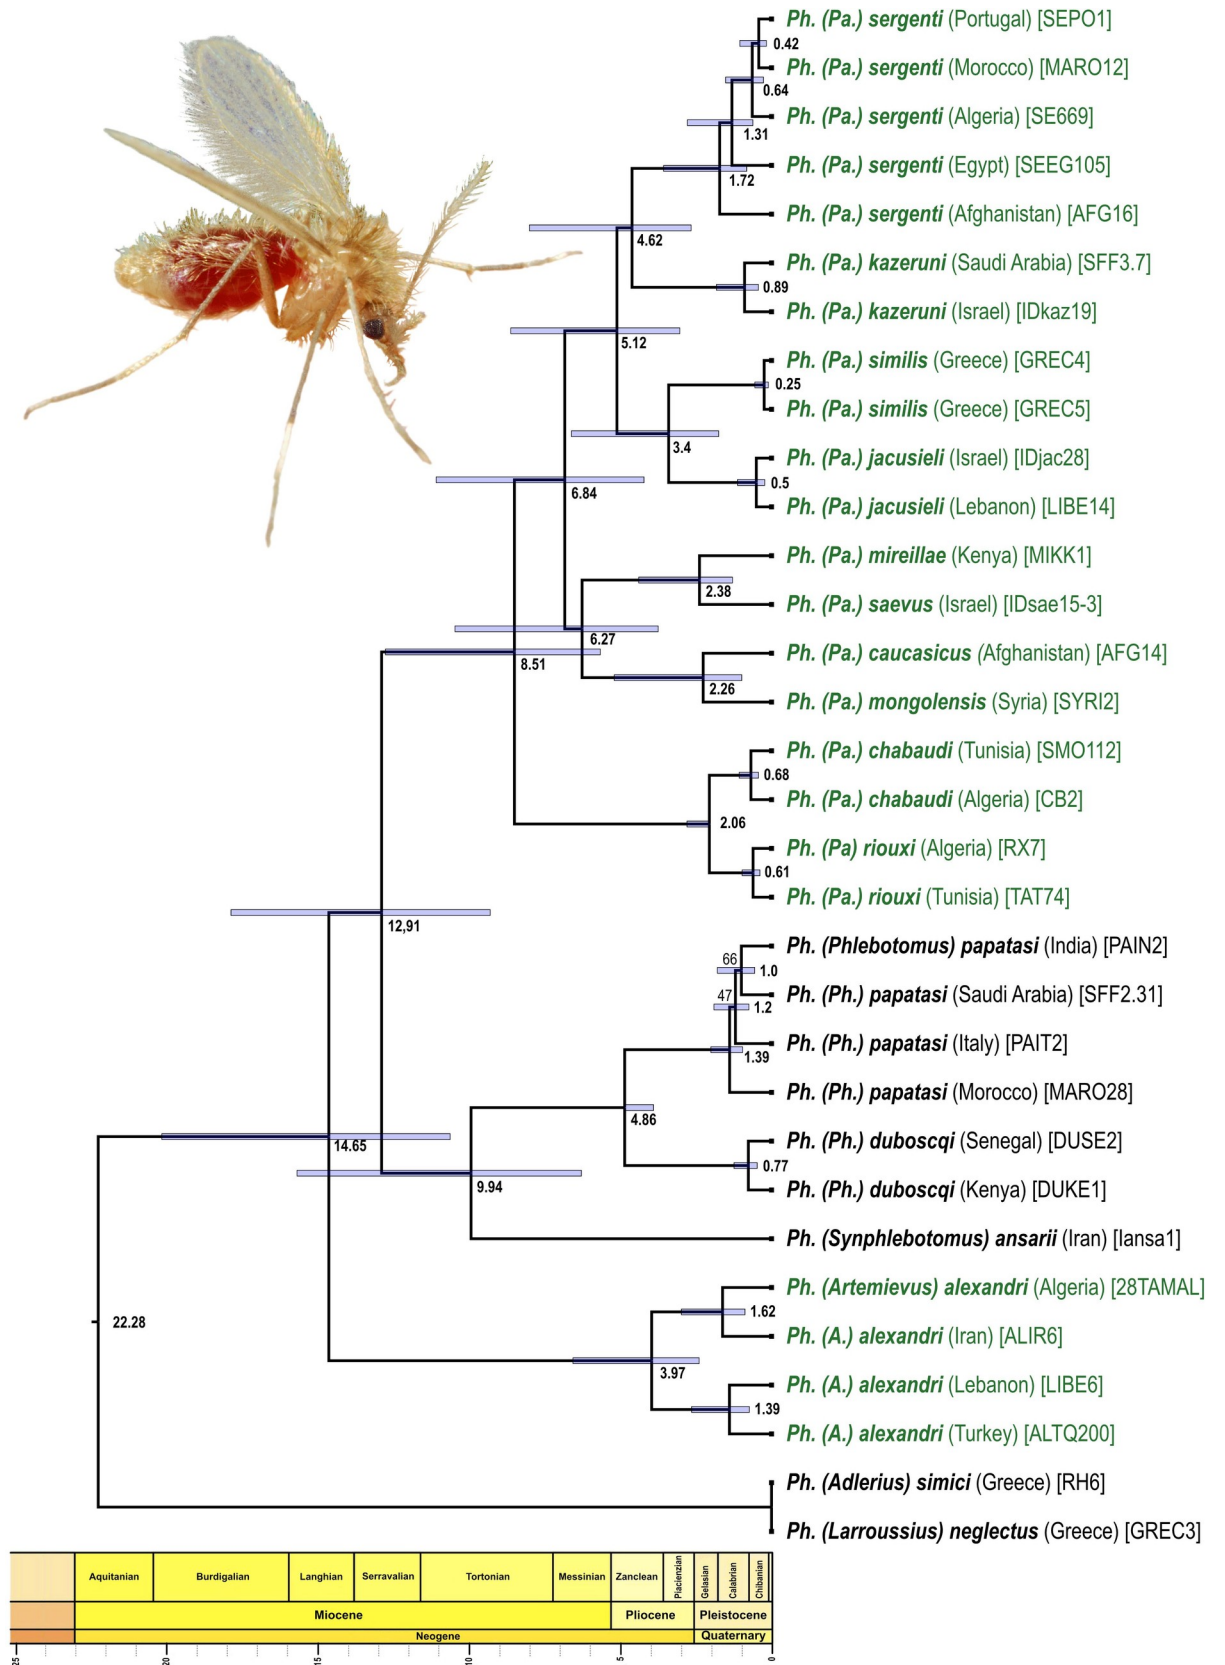 Ph. (Pa.) sergenti (Portugal) [SEPO1]
0.42
Ph. (Pa.) sergenti (Morocco) [MARO12]
0.64
Ph. (Pa.) sergenti (Algeria) [SE669]
1.31
Ph. (Pa.) sergenti (Egypt) [SEEG105]
1.72
Ph. (Pa.) sergenti (Afghanistan) [AFG16]
4.62
Ph. (Pa.) kazeruni (Saudi Arabia) [SFF3.7]
0.89
Ph. (Pa.) kazeruni (Israel) [IDkaz19]
5.12
Ph. (Pa.) similis (Greece) [GREC4]
0.25
Ph. (Pa.) similis (Greece) [GREC5]
3.4
Ph. (Pa.) jacusieli (Israel) [IDjac28]
0.5
6.84
Ph. (Pa.) jacusieli (Lebanon) [LIBE14]
Ph. (Pa.) mireillae (Kenya) [MIKK1]
2.38
Ph. (Pa.) saevus (Israel) [IDsae15-3]
6.27
Ph. (Pa.) caucasicus (Afghanistan) [AFG14]
8.51
2.26
Ph. (Pa.) mongolensis (Syria) [SYRI2]
Ph. (Pa.) chabaudi (Tunisia) [SMO112]
0.68
Ph. (Pa.) chabaudi (Algeria) [CB2]
2.06
Ph. (Pa) riouxi (Algeria) [RX7]
0.61
Ph. (Pa.) riouxi (Tunisia) [TAT74]
12,91
Ph. (Phlebotomus) papatasi (India) [PAIN2]
66
1.0
Ph. (Ph.) papatasi (Saudi Arabia) [SFF2.31]
47
1.2
Ph. (Ph.) papatasi (Italy) [PAIT2]
1.39
Ph. (Ph.) papatasi (Morocco) [MARO28]
4.86
Ph. (Ph.) duboscqi (Senegal) [DUSE2]
14.65
0.77
Ph. (Ph.) duboscqi (Kenya) [DUKE1]
9.94
Ph. (Synphlebotomus) ansarii (Iran) [Iansa1]
Ph. (Artemievus) alexandri (Algeria) [28TAMAL]
1.62
22.28
Ph. (A.) alexandri (Iran) [ALIR6]
3.97
Ph. (A.) alexandri (Lebanon) [LIBE6]
1.39
Ph. (A.) alexandri (Turkey) [ALTQ200]
Ph. (Adlerius) simici (Greece) [RH6]
Ph. (Larroussius) neglectus (Greece) [GREC3]
Aquitanian Burdigalian Langhian Serravalian Tortonian Messinian Zanclean Piacienzian Gelasian Calabrian Chibanian
Miocene Pliocene Pleistocene
Neogene Quaternary
25 20 15 10 5 0